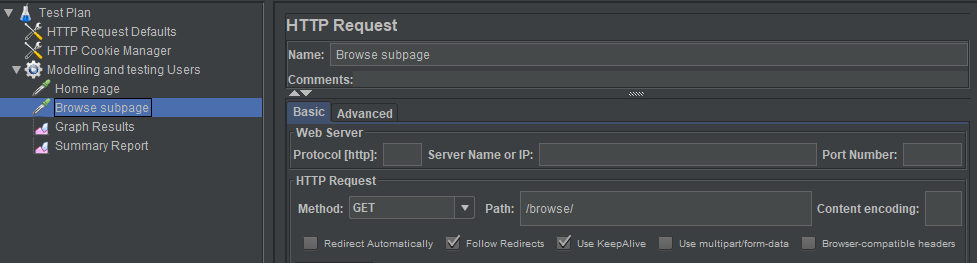 Test Plan
HTTP Request Defaults
HTTP Cookie Manager
Modelling and testing Users
Home page
Browse subpage
Graph Results
Summary Report
HTTP Request
Name: Browse subpage
Comments:
Basic Advanced
Web Server
Protocol [http]: Server Name or IP: Port Number:
HTTP Request
Method: GET Path: /browse/ Content encoding:
Redirect Automatically Follow Redirects Use KeepAlive Use multipart/form-data Browser-compatible headers